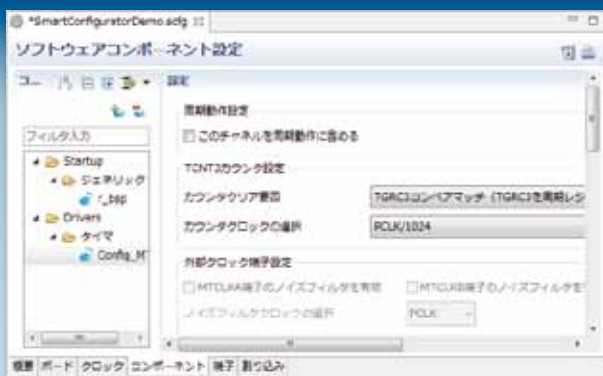 *SmartConfiguratorDemo.scfg
ソフトウェアコンポーネント設定
コー
設定
フィルタ入力
Startup
ジェネリック
r_bsp
Drivers
タイマ
Config_M
同期動作設定
このチャネルを同期動作に含める
TCNT3カウンタ設定
カウンタクリア要因
TGRC3コンペアマッチ (TGRC3を周期レジ
カウンタクロックの選択
PCLK/1024
外部クロック端子設定
MTCLKA端子のノイズフィルタを有効
MTCLKB端子のノイズフィルタを
ノイズフィルタクロックの選択
PCLK
概要 ボード クロック コンポーネント 端子 割り込み